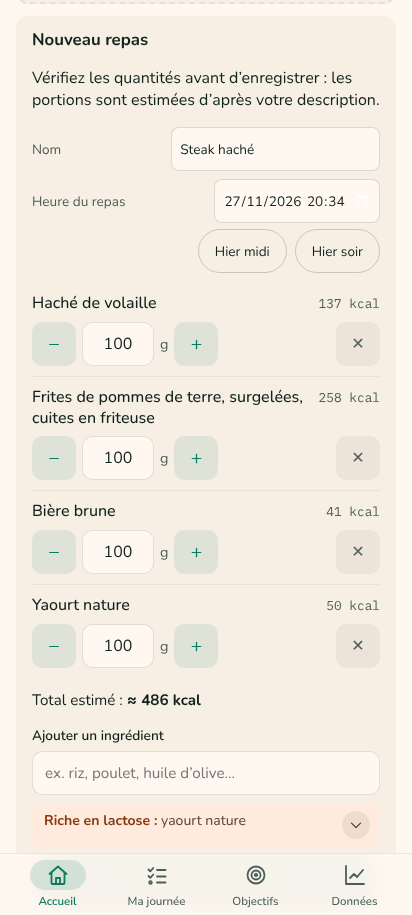 Nouveau repas
Vérifiez les quantités avant d’enregistrer : les
portions sont estimées d’après votre description.
Nom
Steak haché
Heure du repas
27/11/2026 20:34
Hier midi
Hier soir
Haché de volaille
137 kcal
− 100 g + ×
Frites de pommes de terre, surgelées,
cuites en friteuse
258 kcal
− 100 g + ×
Bière brune
41 kcal
− 100 g + ×
Yaourt nature
50 kcal
− 100 g + ×
Total estimé : ≈ 486 kcal
Ajouter un ingrédient
ex. riz, poulet, huile d’olive…
Riche en lactose : yaourt nature
Accueil
Ma journée
Objectifs
Données